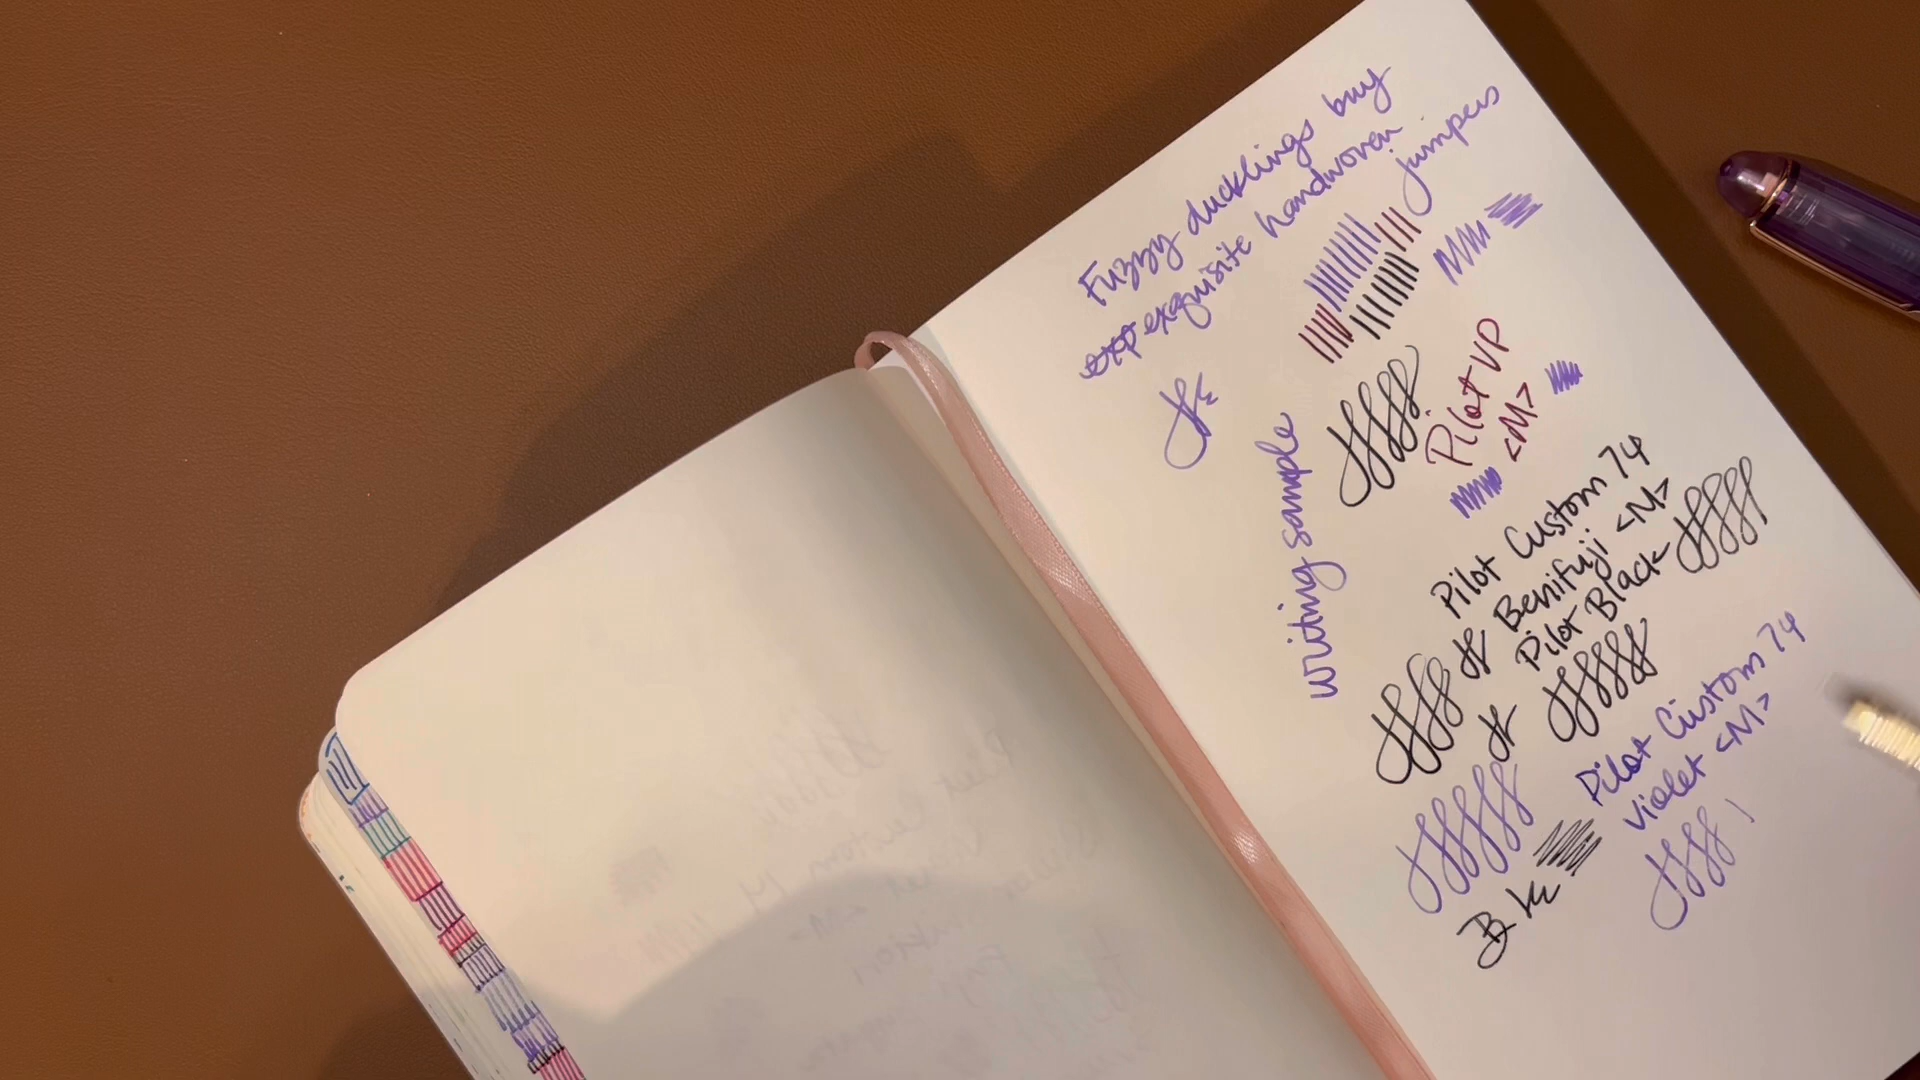 Fuzzy ducklings buy
exp exquisite handwoven
jumpers
writing sample
Pilot VP
<M>
Pilot Custom 74
Benifuji <M>
Pilot Black
Pilot Custom 74
Violet <M>